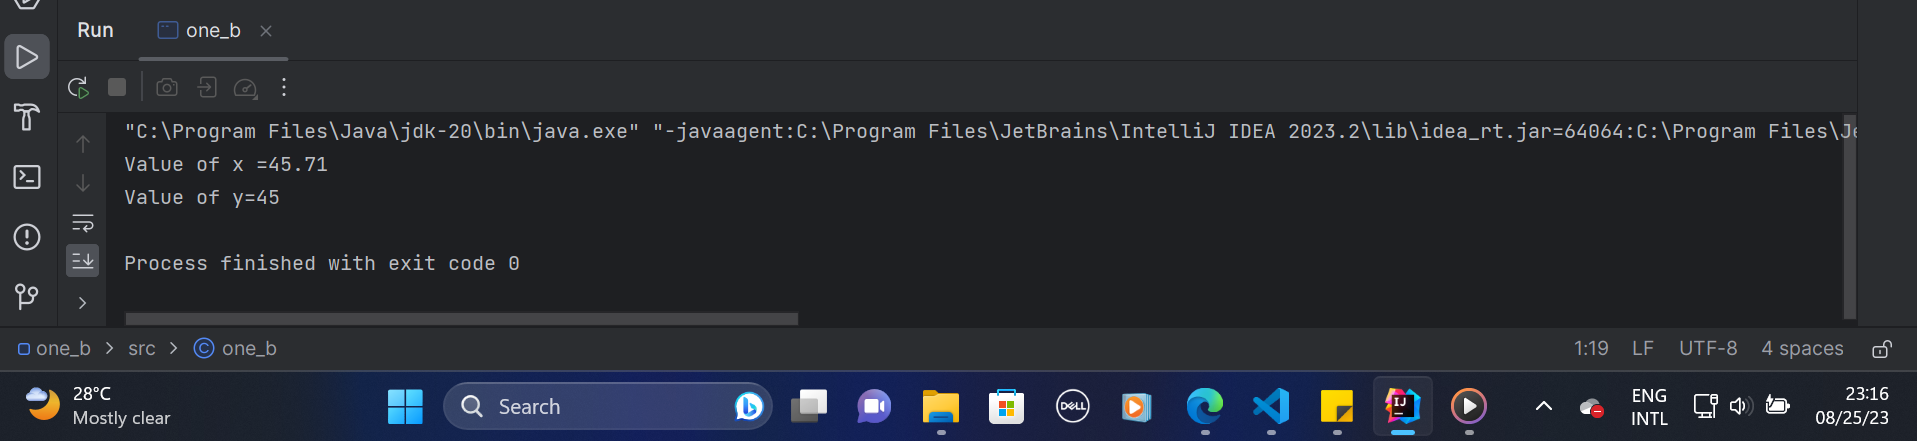 Run one_b
"C:\Program Files\Java\jdk-20\bin\java.exe" "-javaagent:C:\Program Files\JetBrains\IntelliJ IDEA 2023.2\lib\idea_rt.jar=64064:C:\Program Files\Je
Value of x =45.71
Value of y=45
Process finished with exit code 0
one_b > src > one_b 1:19 LF UTF-8 4 spaces
28°C
Mostly clear
Search
DELL
IJ
ENG
INTL
23:16
08/25/23